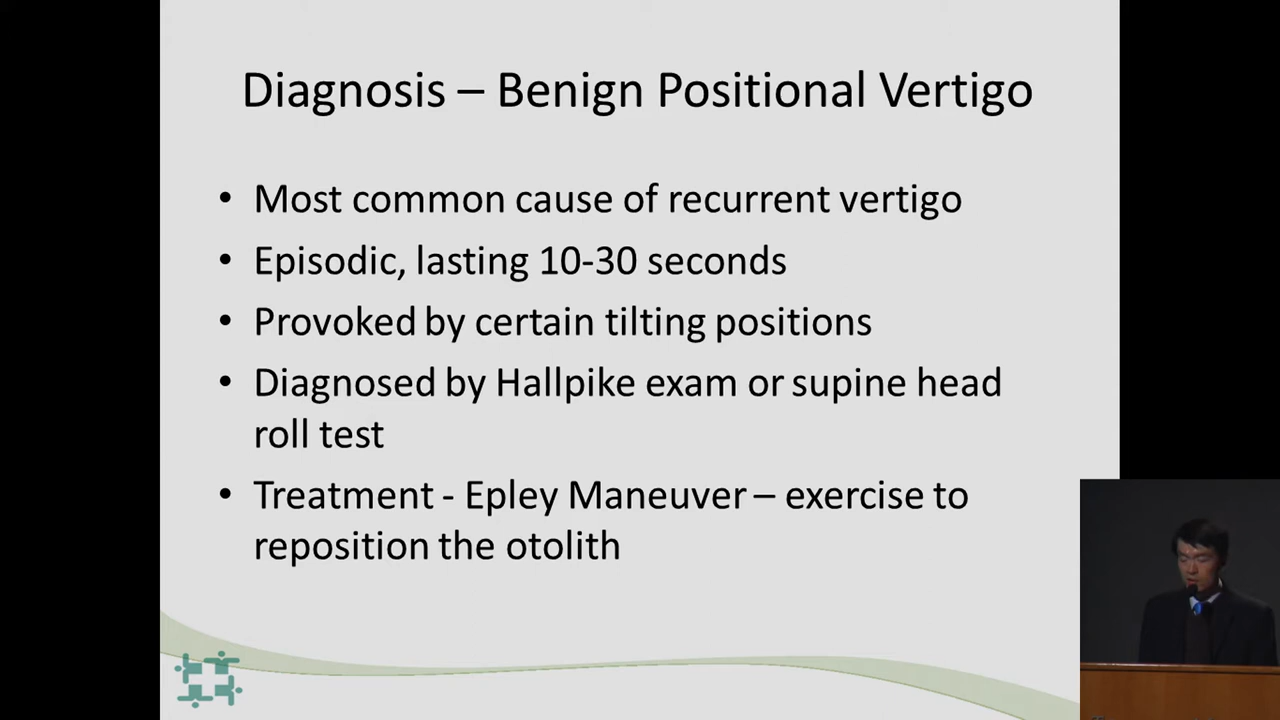 Diagnosis – Benign Positional Vertigo
• Most common cause of recurrent vertigo
• Episodic, lasting 10-30 seconds
• Provoked by certain tilting positions
• Diagnosed by Hallpike exam or supine head
roll test
• Treatment - Epley Maneuver – exercise to
reposition the otolith